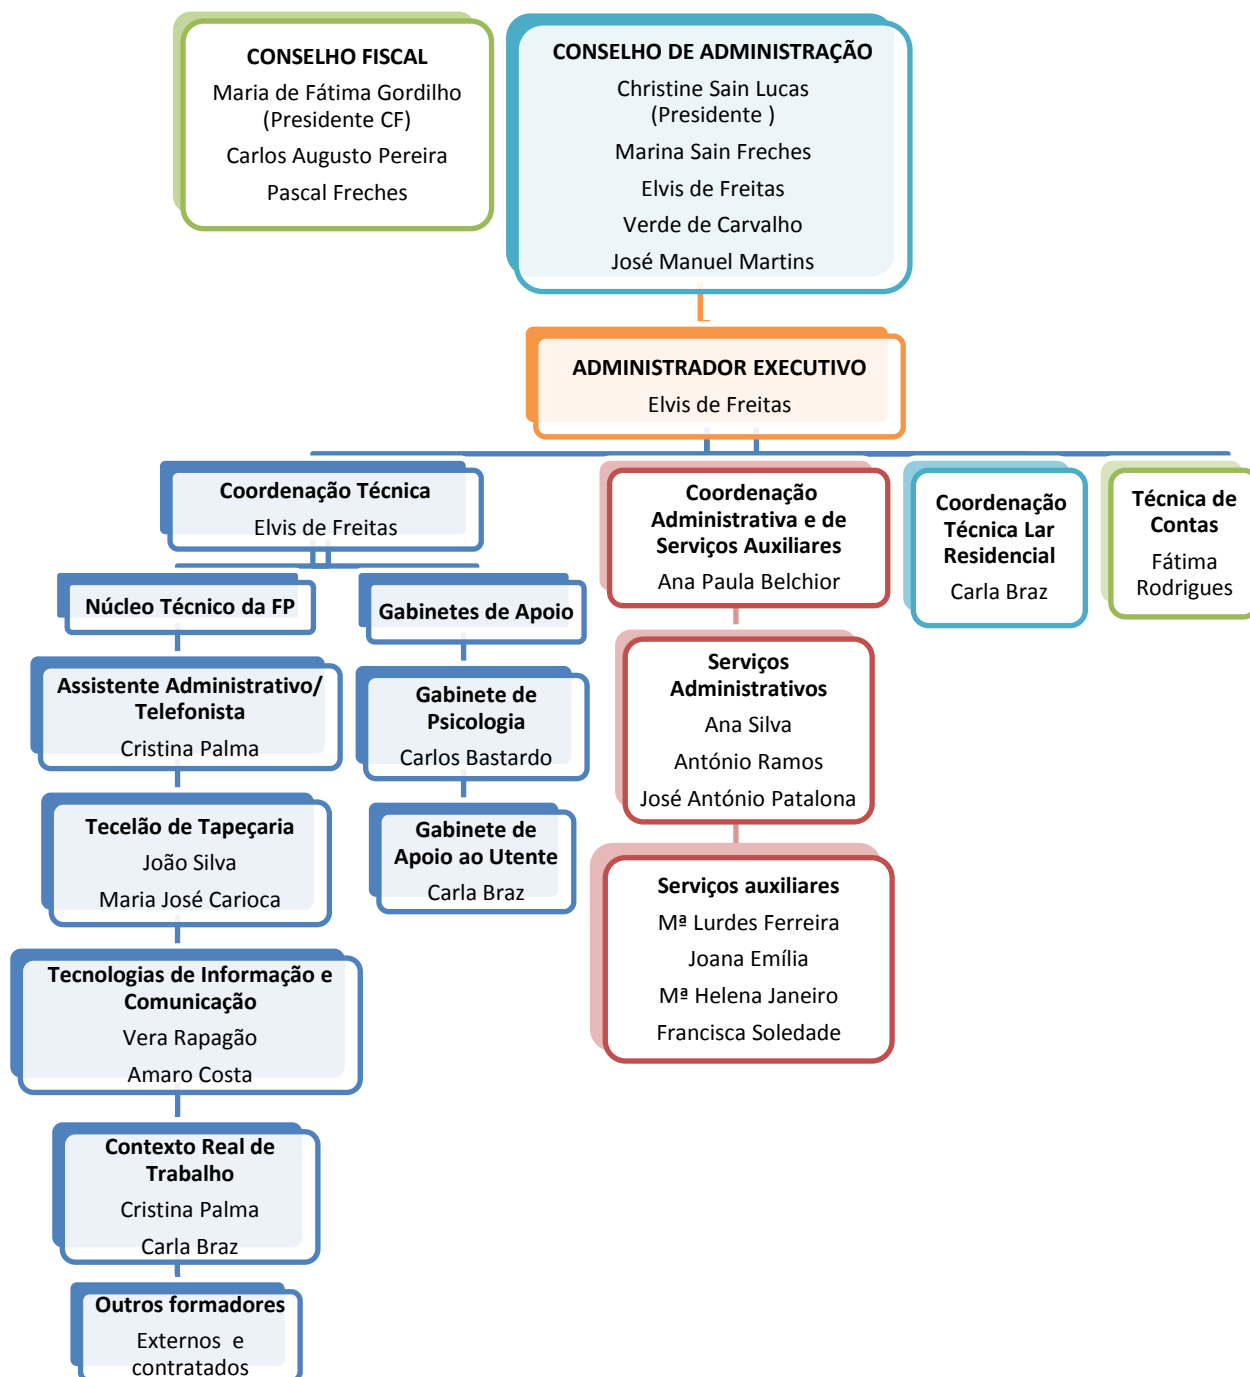 CONSELHO FISCAL
Maria de Fátima Gordilho
(Presidente CF)
Carlos Augusto Pereira
Pascal Freches
CONSELHO DE ADMINISTRAÇÃO
Christine Sain Lucas
(Presidente )
Marina Sain Freches
Elvis de Freitas
Verde de Carvalho
José Manuel Martins
ADMINISTRADOR EXECUTIVO
Elvis de Freitas
Coordenação Técnica
Elvis de Freitas
Núcleo Técnico da FP
Assistente Administrativo/
Telefonista
Cristina Palma
Tecelão de Tapeçaria
João Silva
Maria José Carioca
Tecnologias de Informação e
Comunicação
Vera Rapagão
Amaro Costa
Contexto Real de
Trabalho
Cristina Palma
Carla Braz
Outros formadores
Externos e
contratados
Gabinetes de Apoio
Gabinete de
Psicologia
Carlos Bastardo
Gabinete de
Apoio ao Utente
Carla Braz
Coordenação
Administrativa e de
Serviços Auxiliares
Ana Paula Belchior
Serviços
Administrativos
Ana Silva
António Ramos
José António Patalona
Serviços auxiliares
Mª Lurdes Ferreira
Joana Emília
Mª Helena Janeiro
Francisca Soledade
Coordenação
Técnica Lar
Residencial
Carla Braz
Técnica de
Contas
Fátima
Rodrigues